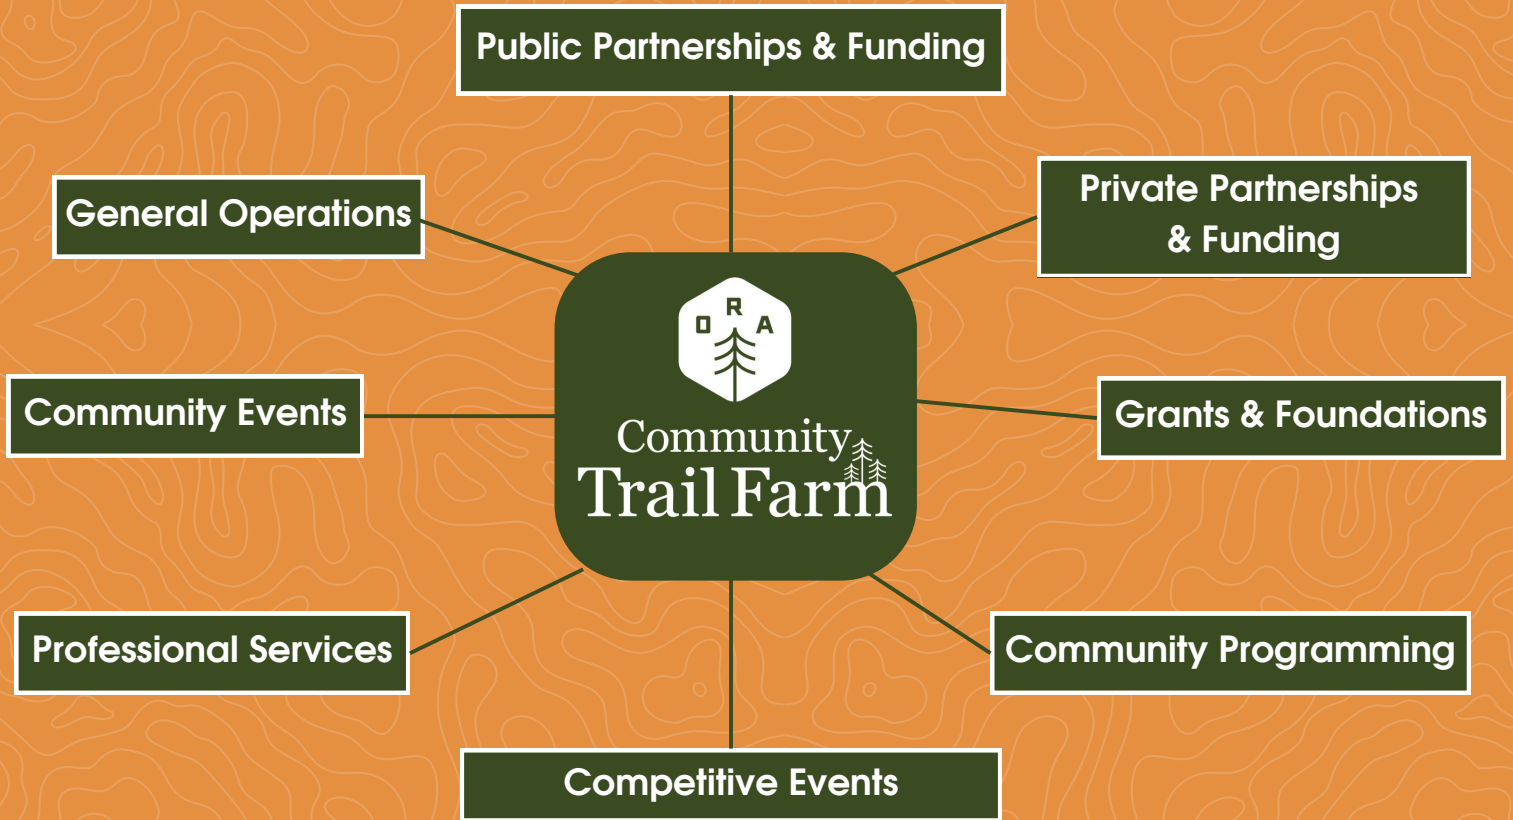 Public Partnerships & Funding
General Operations
Private Partnerships
& Funding
ORA
Community
Trail Farm
Community Events
Grants & Foundations
Professional Services
Community Programming
Competitive Events